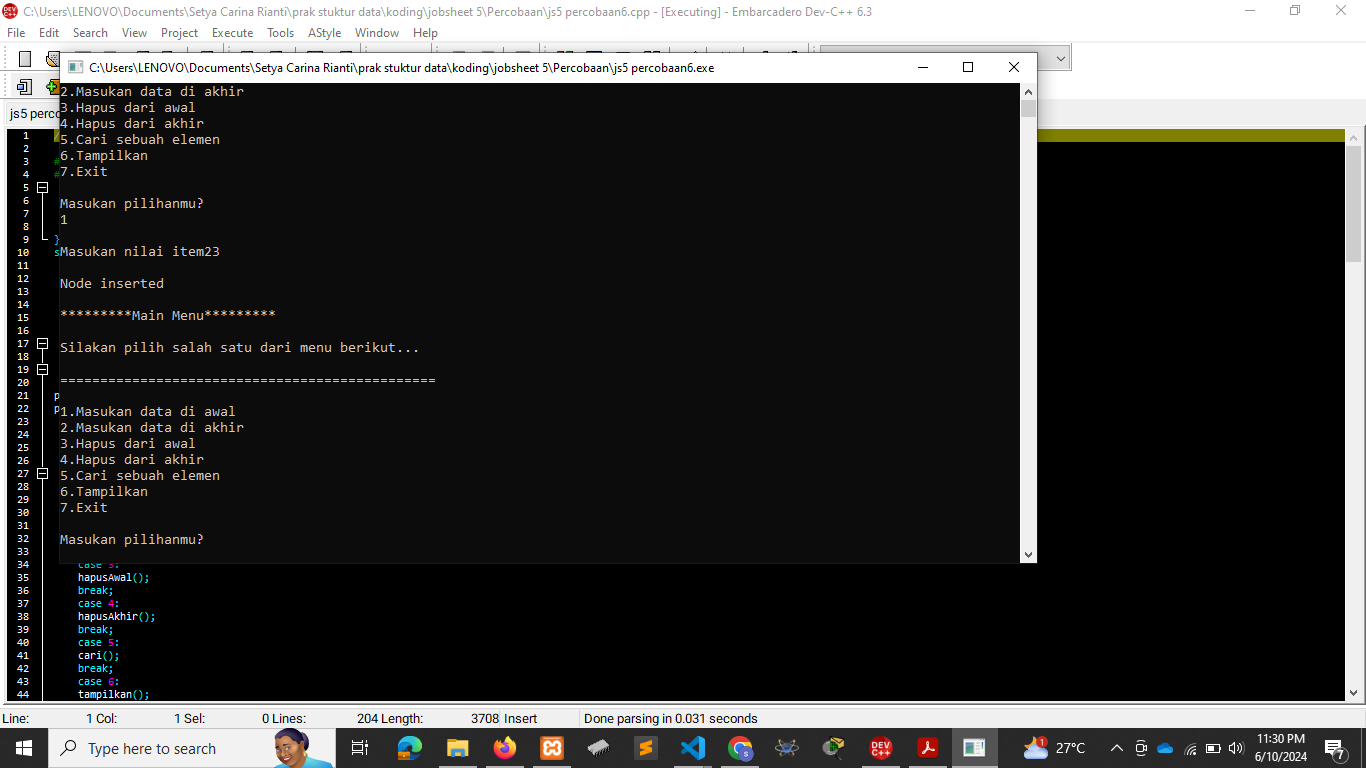 C:\Users\LENOVO\Documents\Setya Carina Rianti\prak stuktur data\koding\jobsheet 5\Percobaan\js5 percobaan6.cpp - [Executing] - Embarcadero Dev-C++ 6.3
File Edit Search View Project Execute Tools AStyle Window Help
C:\Users\LENOVO\Documents\Setya Carina Rianti\prak stuktur data\koding\jobsheet 5\Percobaan\js5 percobaan6.exe
js5 perco
2.Masukan data di akhir
3.Hapus dari awal
4.Hapus dari akhir
5.Cari sebuah elemen
6.Tampilkan
7.Exit
Masukan pilihanmu?
1
Masukan nilai item23
Node inserted
*********Main Menu*********
Silakan pilih salah satu dari menu berikut...
===============================================
1.Masukan data di awal
2.Masukan data di akhir
3.Hapus dari awal
4.Hapus dari akhir
5.Cari sebuah elemen
6.Tampilkan
7.Exit
Masukan pilihanmu?
1
2
3 #
4 #
5
6
7
8
9 }
10 s
11
12
13
14
15
16
17
18
19
20
21 p
22 p
23
24
25
26
27
28
29
30
31
32
33
34 case 3:
35 hapusAwal();
36 break;
37 case 4:
38 hapusAkhir();
39 break;
40 case 5:
41 cari();
42 break;
43 case 6:
44 tampilkan();
Line: 1 Col: 1 Sel: 0 Lines: 204 Length: 3708 Insert Done parsing in 0.031 seconds
Type here to search
DEV C++
27°C
11:30 PM
6/10/2024
7